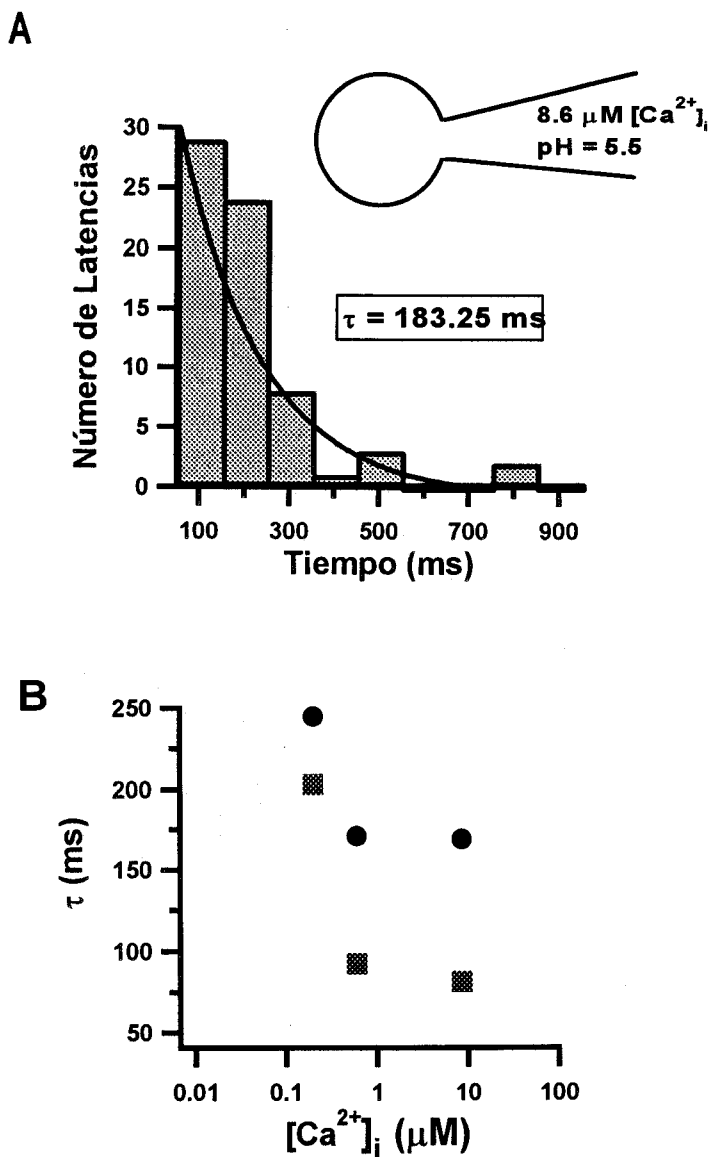 A
8.6 μM [Ca²⁺]ᵢ
pH = 5.5
30
25
20
15
10
5
0
Número de Latencias
τ = 183.25 ms
100 300 500 700 900
Tiempo (ms)
B
250
200
150
100
50
τ (ms)
0.01 0.1 1 10 100
[Ca²⁺]ᵢ (μM)